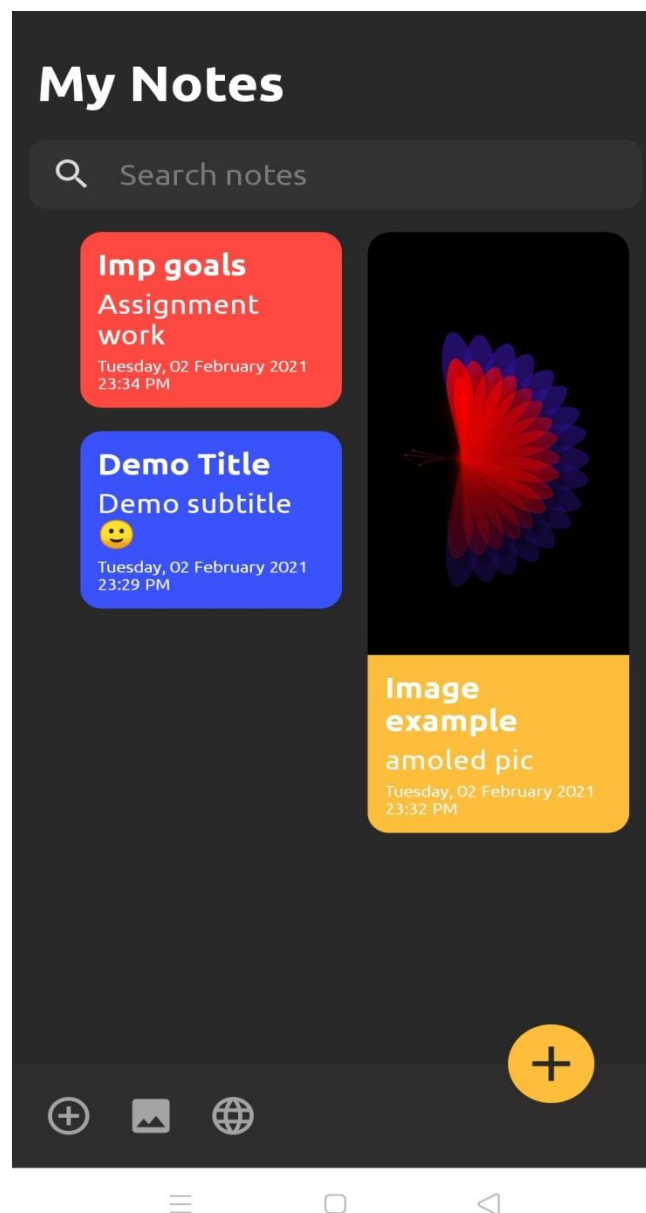 My Notes
Search notes
Imp goals
Assignment
work
Tuesday, 02 February 2021
23:34 PM
Demo Title
Demo subtitle
🙂
Tuesday, 02 February 2021
23:29 PM
Image
example
amoled pic
Tuesday, 02 February 2021
23:32 PM